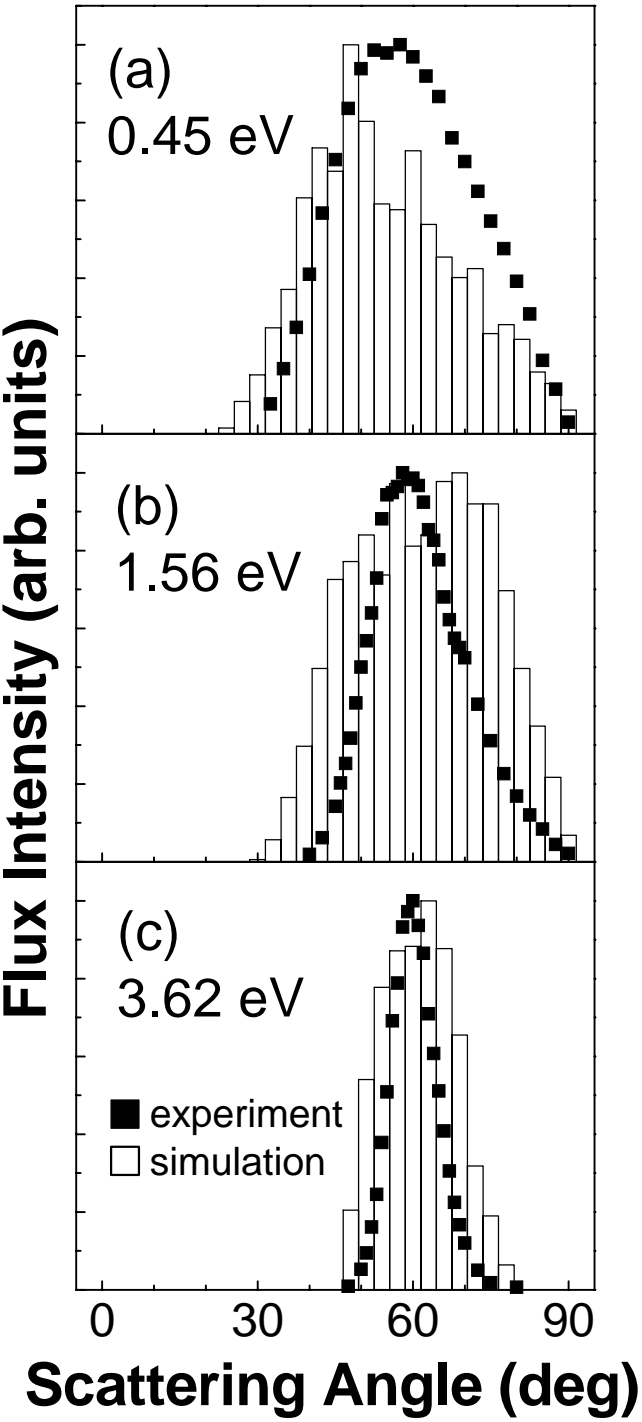 (a)
0.45 eV
(b)
1.56 eV
(c)
3.62 eV
experiment
simulation
0 30 60 90
Scattering Angle (deg)
Flux Intensity (arb. units)